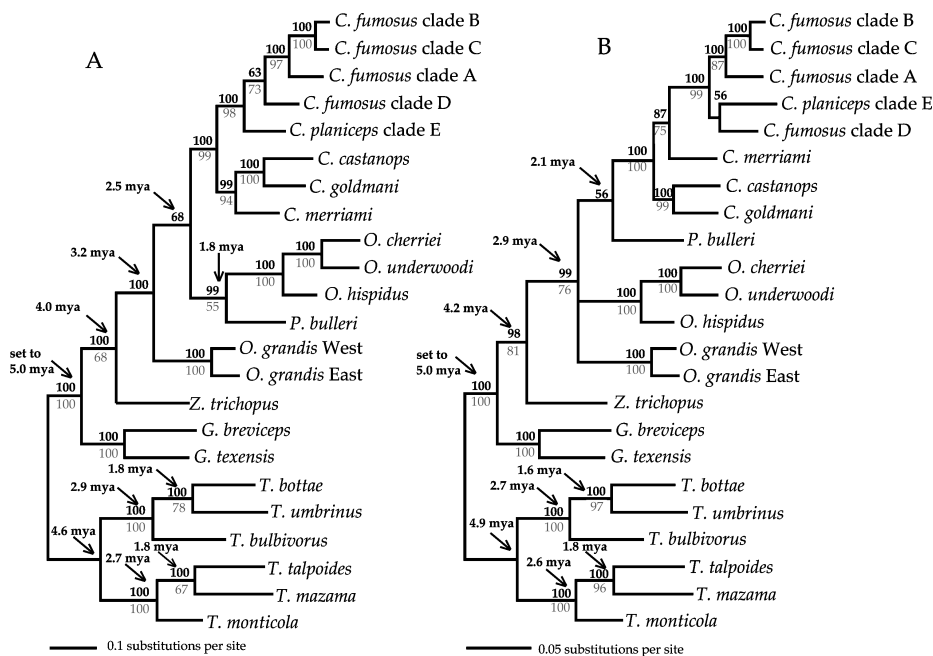 A
C. fumosus clade B
C. fumosus clade C
C. fumosus clade A
C. fumosus clade D
C. planiceps clade E
C. castanops
C. goldmani
C. merriami
O. cherriei
O. underwoodi
O. hispidus
P. bulleri
O. grandis West
O. grandis East
Z. trichopus
G. breviceps
G. texensis
T. bottae
T. umbrinus
T. bulbivorus
T. talpoides
T. mazama
T. monticola
100
100
100
97
63
73
100
98
100
99
100
99
94
2.5 mya
68
1.8 mya
100
100
100
100
99
55
3.2 mya
100
100
100
4.0 mya
100
68
set to
5.0 mya
100
100
100
100
1.8 mya
100
78
2.9 mya
100
100
4.6 mya
1.8 mya
100
67
2.7 mya
100
100
0.1 substitutions per site
B
C. fumosus clade B
C. fumosus clade C
C. fumosus clade A
C. planiceps clade E
C. fumosus clade D
C. merriami
C. castanops
C. goldmani
P. bulleri
O. cherriei
O. underwoodi
O. hispidus
O. grandis West
O. grandis East
Z. trichopus
G. breviceps
G. texensis
T. bottae
T. umbrinus
T. bulbivorus
T. talpoides
T. mazama
T. monticola
100
100
100
87
100
99
56
87
75
100
100
100
99
2.1 mya
56
2.9 mya
99
76
100
100
100
100
100
100
4.2 mya
98
81
set to
5.0 mya
100
100
100
100
1.6 mya
100
97
2.7 mya
100
100
4.9 mya
1.8 mya
100
96
2.6 mya
100
100
0.05 substitutions per site